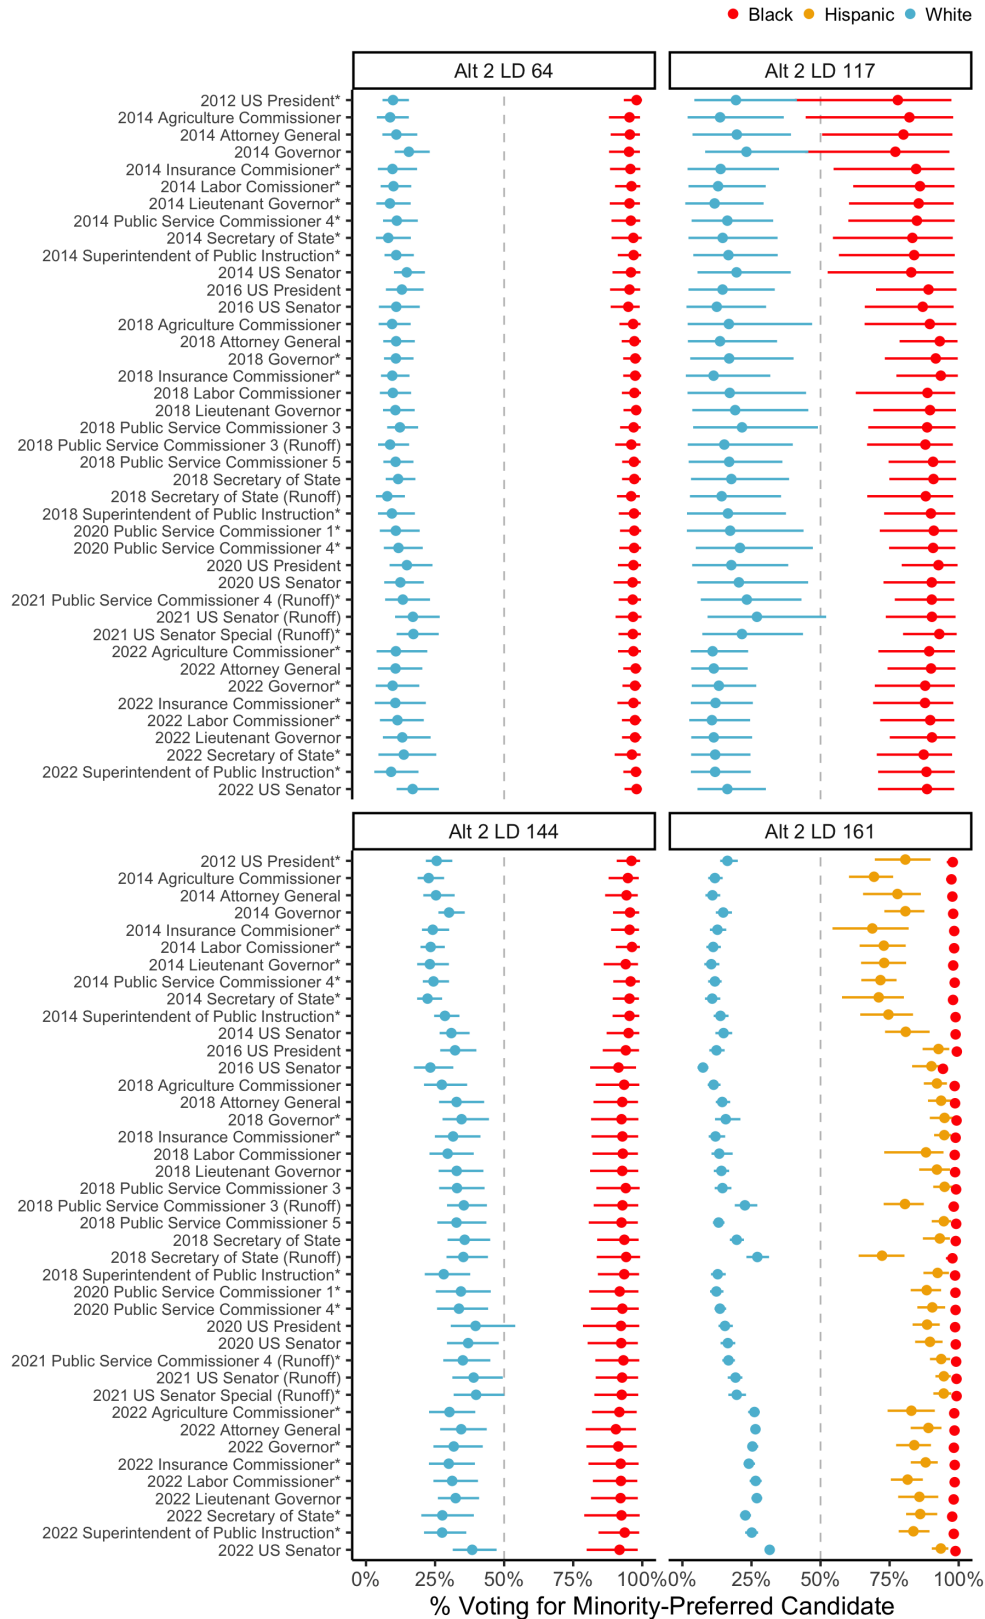 Black Hispanic White
Alt 2 LD 64 Alt 2 LD 117
2012 US President*
2014 Agriculture Commissioner
2014 Attorney General
2014 Governor
2014 Insurance Commisioner*
2014 Labor Comissioner*
2014 Lieutenant Governor*
2014 Public Service Commissioner 4*
2014 Secretary of State*
2014 Superintendent of Public Instruction*
2014 US Senator
2016 US President
2016 US Senator
2018 Agriculture Commissioner
2018 Attorney General
2018 Governor*
2018 Insurance Commissioner*
2018 Labor Commissioner
2018 Lieutenant Governor
2018 Public Service Commissioner 3
2018 Public Service Commissioner 3 (Runoff)
2018 Public Service Commissioner 5
2018 Secretary of State
2018 Secretary of State (Runoff)
2018 Superintendent of Public Instruction*
2020 Public Service Commissioner 1*
2020 Public Service Commissioner 4*
2020 US President
2020 US Senator
2021 Public Service Commissioner 4 (Runoff)*
2021 US Senator (Runoff)
2021 US Senator Special (Runoff)*
2022 Agriculture Commissioner*
2022 Attorney General
2022 Governor*
2022 Insurance Commissioner*
2022 Labor Commissioner*
2022 Lieutenant Governor
2022 Secretary of State*
2022 Superintendent of Public Instruction*
2022 US Senator
Alt 2 LD 144 Alt 2 LD 161
2012 US President*
2014 Agriculture Commissioner
2014 Attorney General
2014 Governor
2014 Insurance Commisioner*
2014 Labor Comissioner*
2014 Lieutenant Governor*
2014 Public Service Commissioner 4*
2014 Secretary of State*
2014 Superintendent of Public Instruction*
2014 US Senator
2016 US President
2016 US Senator
2018 Agriculture Commissioner
2018 Attorney General
2018 Governor*
2018 Insurance Commissioner*
2018 Labor Commissioner
2018 Lieutenant Governor
2018 Public Service Commissioner 3
2018 Public Service Commissioner 3 (Runoff)
2018 Public Service Commissioner 5
2018 Secretary of State
2018 Secretary of State (Runoff)
2018 Superintendent of Public Instruction*
2020 Public Service Commissioner 1*
2020 Public Service Commissioner 4*
2020 US President
2020 US Senator
2021 Public Service Commissioner 4 (Runoff)*
2021 US Senator (Runoff)
2021 US Senator Special (Runoff)*
2022 Agriculture Commissioner*
2022 Attorney General
2022 Governor*
2022 Insurance Commissioner*
2022 Labor Commissioner*
2022 Lieutenant Governor
2022 Secretary of State*
2022 Superintendent of Public Instruction*
2022 US Senator
0% 25% 50% 75% 100% 0% 25% 50% 75% 100%
% Voting for Minority-Preferred Candidate